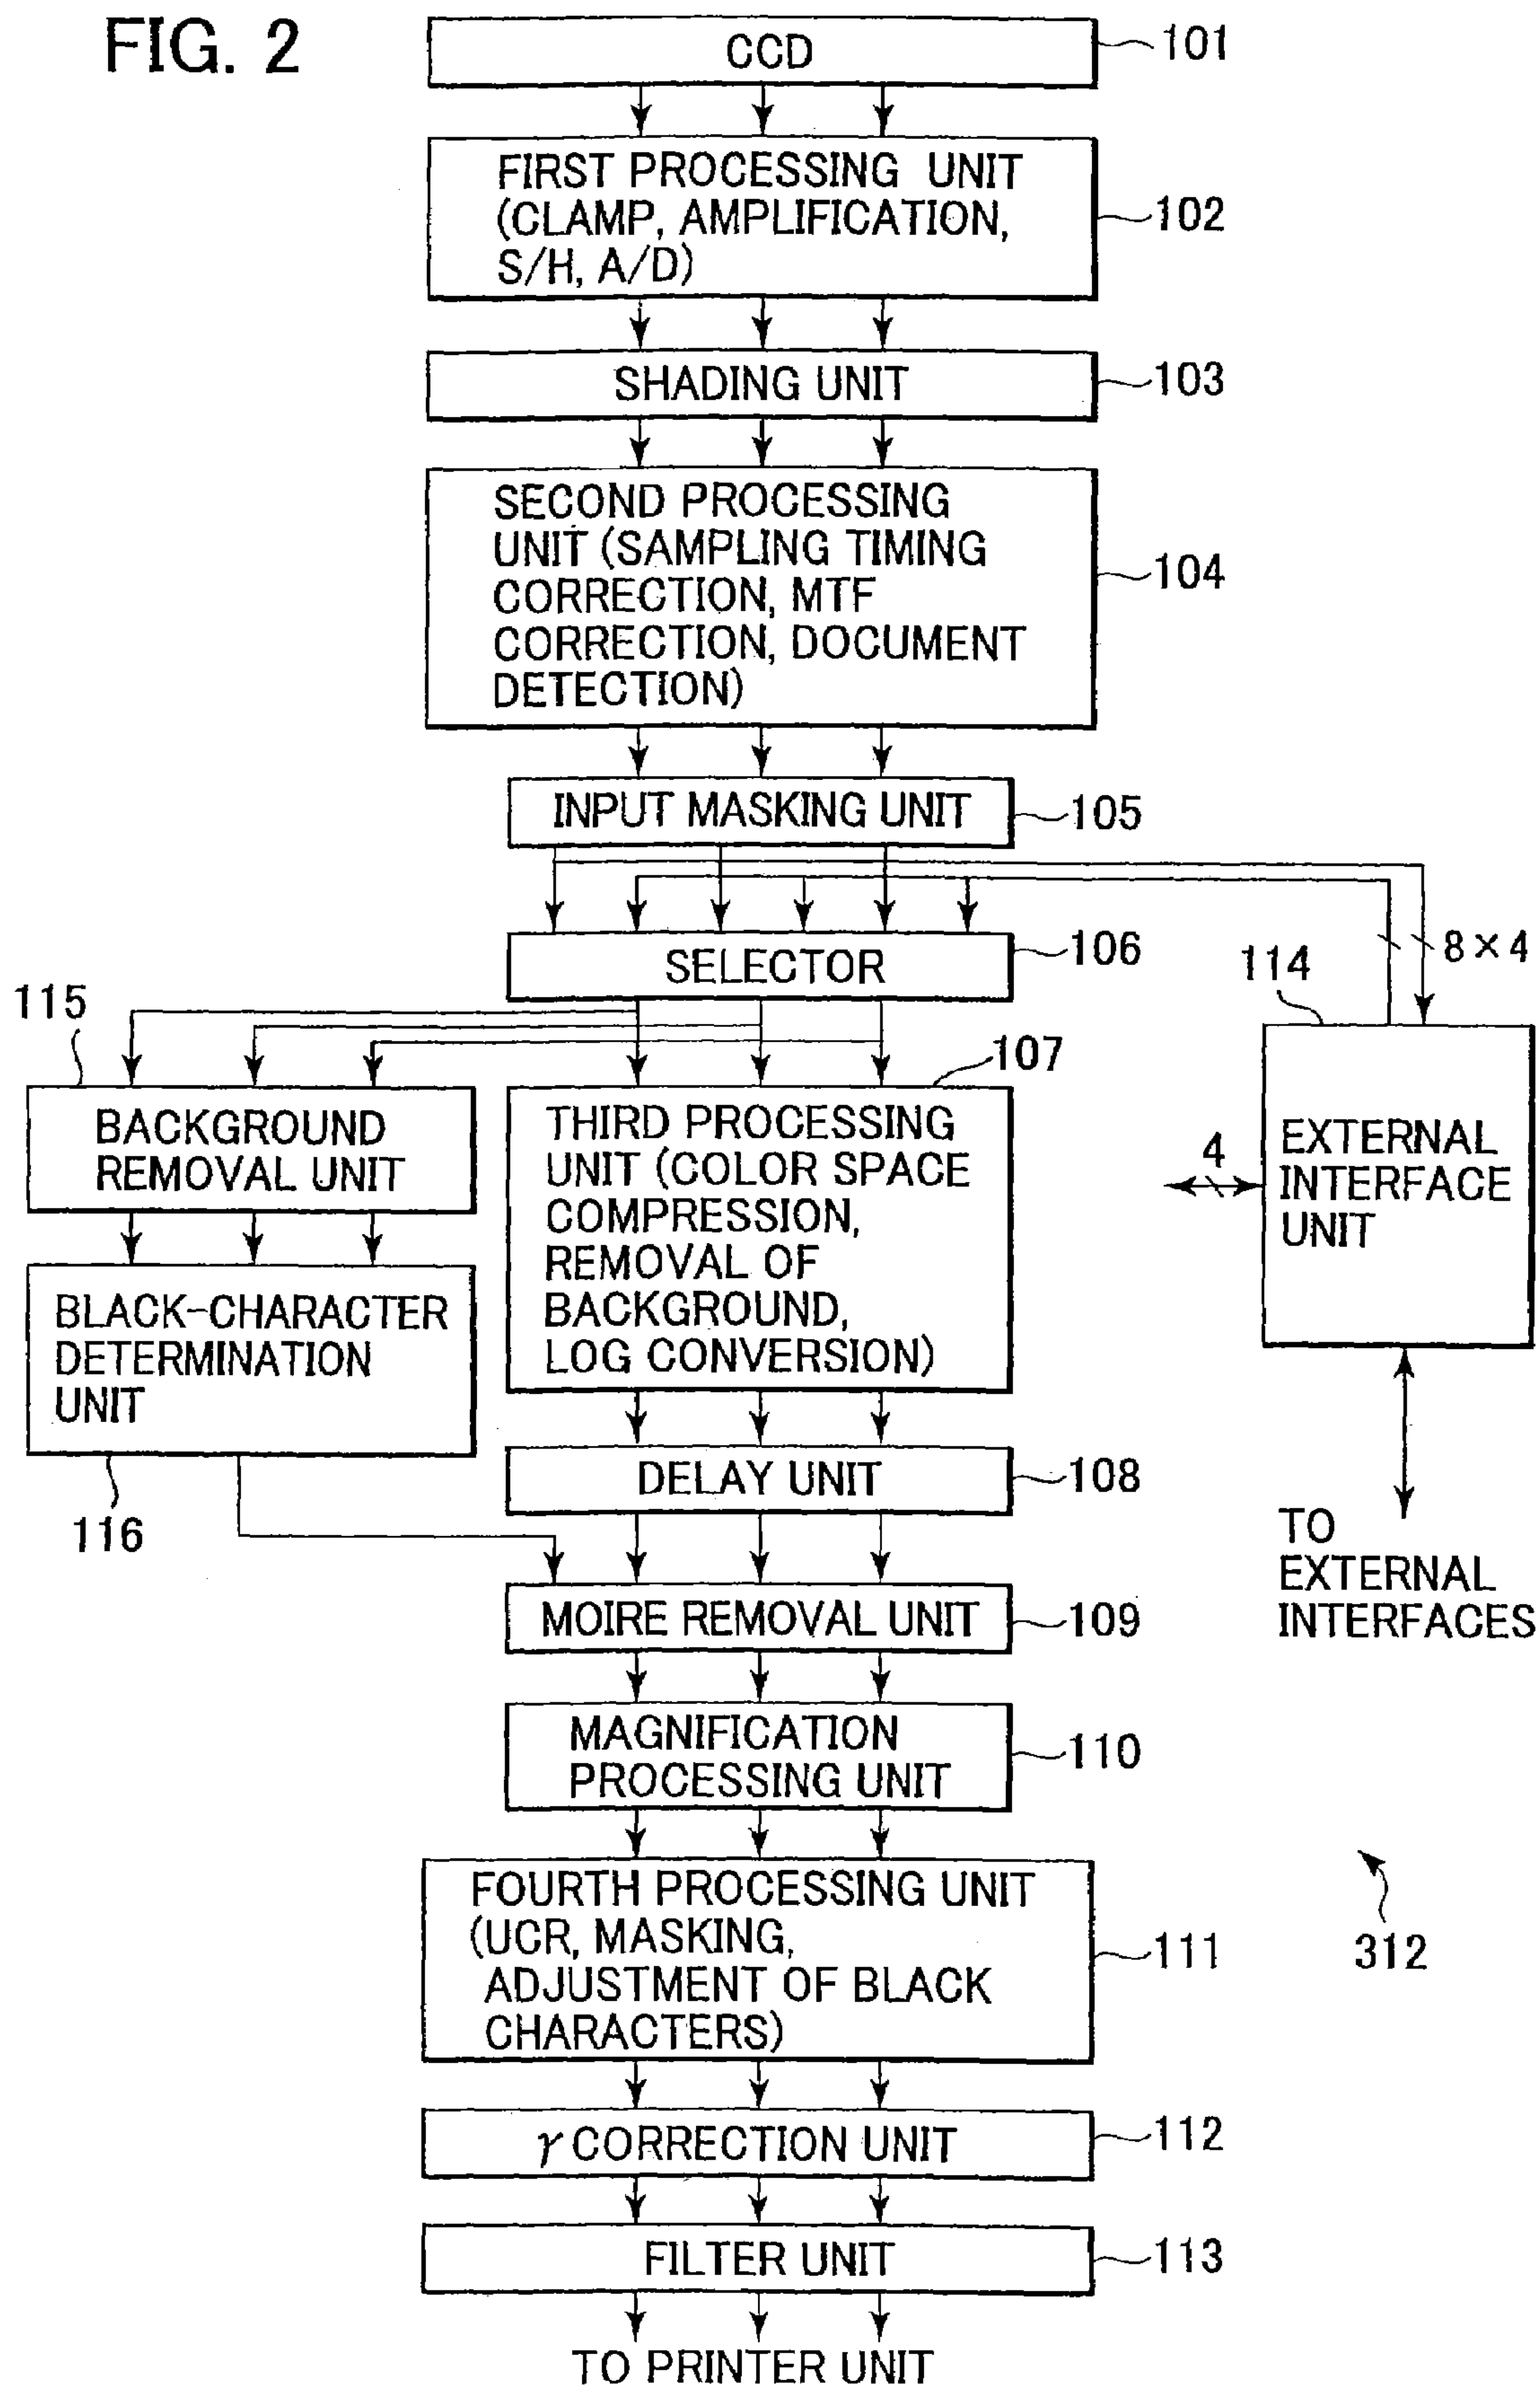 FIG. 2
CCD
101
FIRST PROCESSING UNIT
(CLAMP, AMPLIFICATION,
S/H, A/D)
102
SHADING UNIT
103
SECOND PROCESSING
UNIT (SAMPLING TIMING
CORRECTION, MTF
CORRECTION, DOCUMENT
DETECTION)
104
INPUT MASKING UNIT
105
SELECTOR
106
8×4
114
115
107
BACKGROUND
REMOVAL UNIT
THIRD PROCESSING
UNIT (COLOR SPACE
COMPRESSION,
REMOVAL OF
BACKGROUND,
LOG CONVERSION)
4
EXTERNAL
INTERFACE
UNIT
BLACK-CHARACTER
DETERMINATION
UNIT
116
DELAY UNIT
108
TO
EXTERNAL
INTERFACES
MOIRE REMOVAL UNIT
109
MAGNIFICATION
PROCESSING UNIT
110
FOURTH PROCESSING UNIT
(UCR, MASKING,
ADJUSTMENT OF BLACK
CHARACTERS)
111
312
γ CORRECTION UNIT
112
FILTER UNIT
113
TO PRINTER UNIT